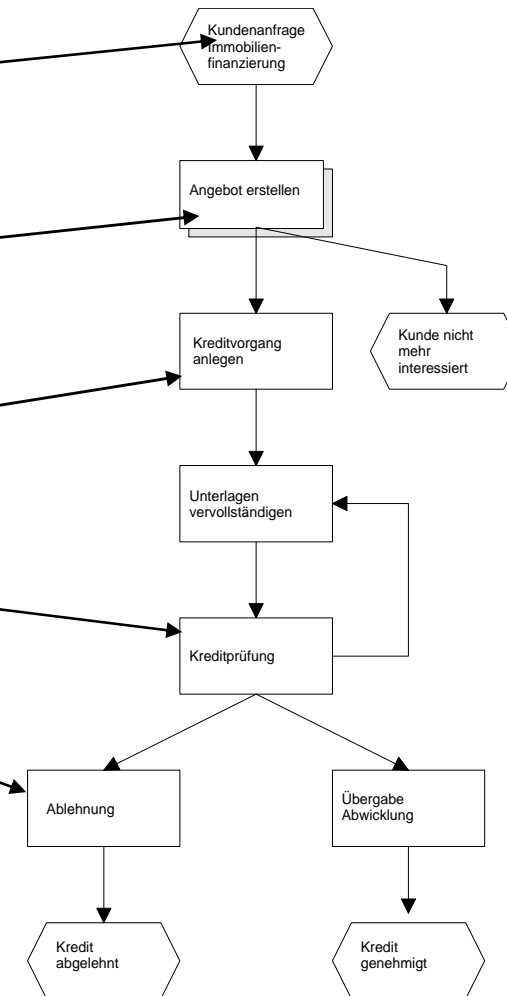 Kundenanfrage
Immobilien-
finanzierung
Angebot erstellen
Kreditvorgang
anlegen
Kunde nicht
mehr
interessiert
Unterlagen
vervollständigen
Kreditprüfung
Ablehnung
Übergabe
Abwicklung
Kredit
abgelehnt
Kredit
genehmigt